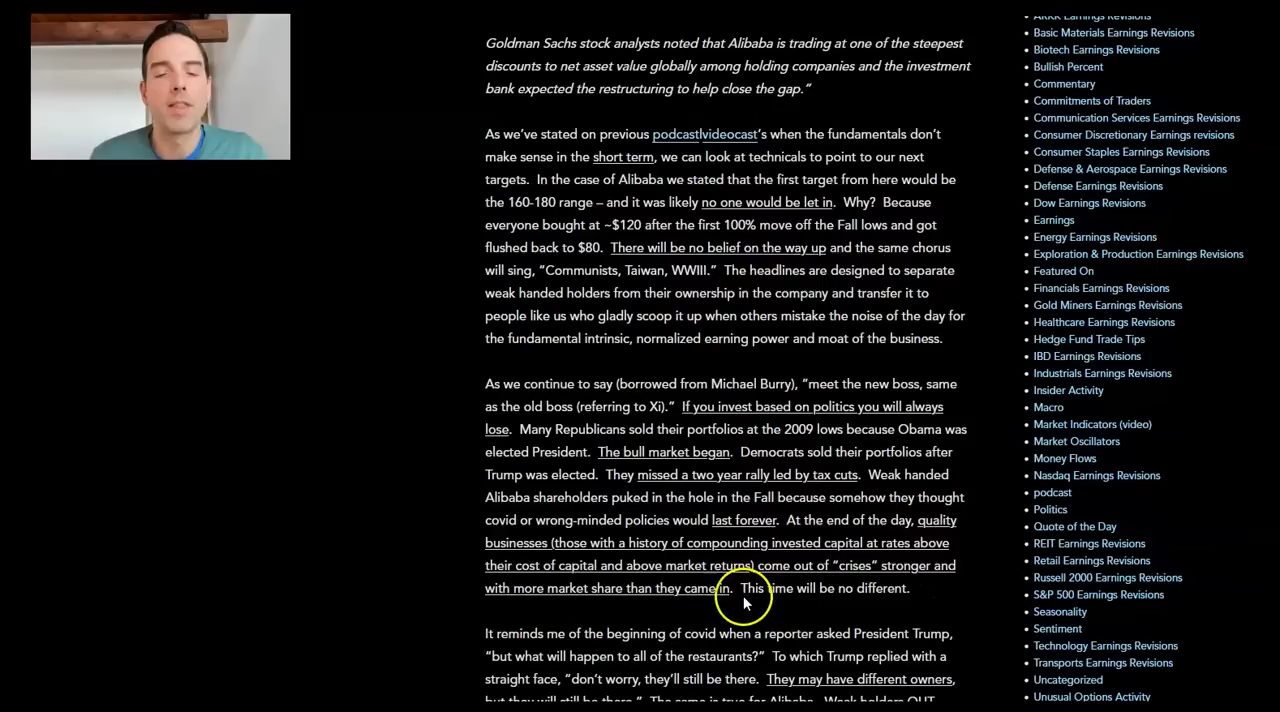 Goldman Sachs stock analysts noted that Alibaba is trading at one of the steepest
discounts to net asset value globally among holding companies and the investment
bank expected the restructuring to help close the gap.”
As we’ve stated on previous podcast|videocast’s when the fundamentals don’t
make sense in the short term, we can look at technicals to point to our next
targets. In the case of Alibaba we stated that the first target from here would be
the 160-180 range – and it was likely no one would be let in. Why? Because
everyone bought at ~$120 after the first 100% move off the Fall lows and got
flushed back to $80. There will be no belief on the way up and the same chorus
will sing, “Communists, Taiwan, WWIII.” The headlines are designed to separate
weak handed holders from their ownership in the company and transfer it to
people like us who gladly scoop it up when others mistake the noise of the day for
the fundamental intrinsic, normalized earning power and moat of the business.
As we continue to say (borrowed from Michael Burry), “meet the new boss, same
as the old boss (referring to Xi).” If you invest based on politics you will always
lose. Many Republicans sold their portfolios at the 2009 lows because Obama was
elected President. The bull market began. Democrats sold their portfolios after
Trump was elected. They missed a two year rally led by tax cuts. Weak handed
Alibaba shareholders puked in the hole in the Fall because somehow they thought
covid or wrong-minded policies would last forever. At the end of the day, quality
businesses (those with a history of compounding invested capital at rates above
their cost of capital and above market returns) come out of “crises” stronger and
with more market share than they came in. This time will be no different.
It reminds me of the beginning of covid when a reporter asked President Trump,
“but what will happen to all of the restaurants?” To which Trump replied with a
straight face, “don’t worry, they’ll still be there. They may have different owners,
but they will still be there.” The same is true for Alibaba. Weak holders OUT
ARKK Earnings Revisions
Basic Materials Earnings Revisions
Biotech Earnings Revisions
Bullish Percent
Commentary
Commitments of Traders
Communication Services Earnings Revisions
Consumer Discretionary Earnings revisions
Consumer Staples Earnings Revisions
Defense & Aerospace Earnings Revisions
Defense Earnings Revisions
Dow Earnings Revisions
Earnings
Energy Earnings Revisions
Exploration & Production Earnings Revisions
Featured On
Financials Earnings Revisions
Gold Miners Earnings Revisions
Healthcare Earnings Revisions
Hedge Fund Trade Tips
IBD Earnings Revisions
Industrials Earnings Revisions
Insider Activity
Macro
Market Indicators (video)
Market Oscillators
Money Flows
Nasdaq Earnings Revisions
podcast
Politics
Quote of the Day
REIT Earnings Revisions
Retail Earnings Revisions
Russell 2000 Earnings Revisions
S&P 500 Earnings Revisions
Seasonality
Sentiment
Technology Earnings Revisions
Transports Earnings Revisions
Uncategorized
Unusual Options Activity